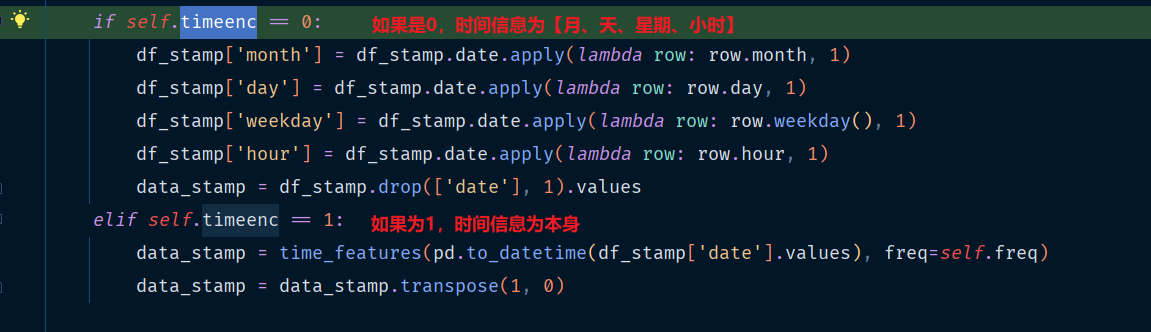 if self.timeenc == 0: 如果是0，时间信息为【月、天、星期、小时】
df_stamp['month'] = df_stamp.date.apply(lambda row: row.month, 1)
df_stamp['day'] = df_stamp.date.apply(lambda row: row.day, 1)
df_stamp['weekday'] = df_stamp.date.apply(lambda row: row.weekday(), 1)
df_stamp['hour'] = df_stamp.date.apply(lambda row: row.hour, 1)
data_stamp = df_stamp.drop(['date'], 1).values
elif self.timeenc == 1: 如果为1，时间信息为本身
data_stamp = time_features(pd.to_datetime(df_stamp['date'].values), freq=self.freq)
data_stamp = data_stamp.transpose(1, 0)